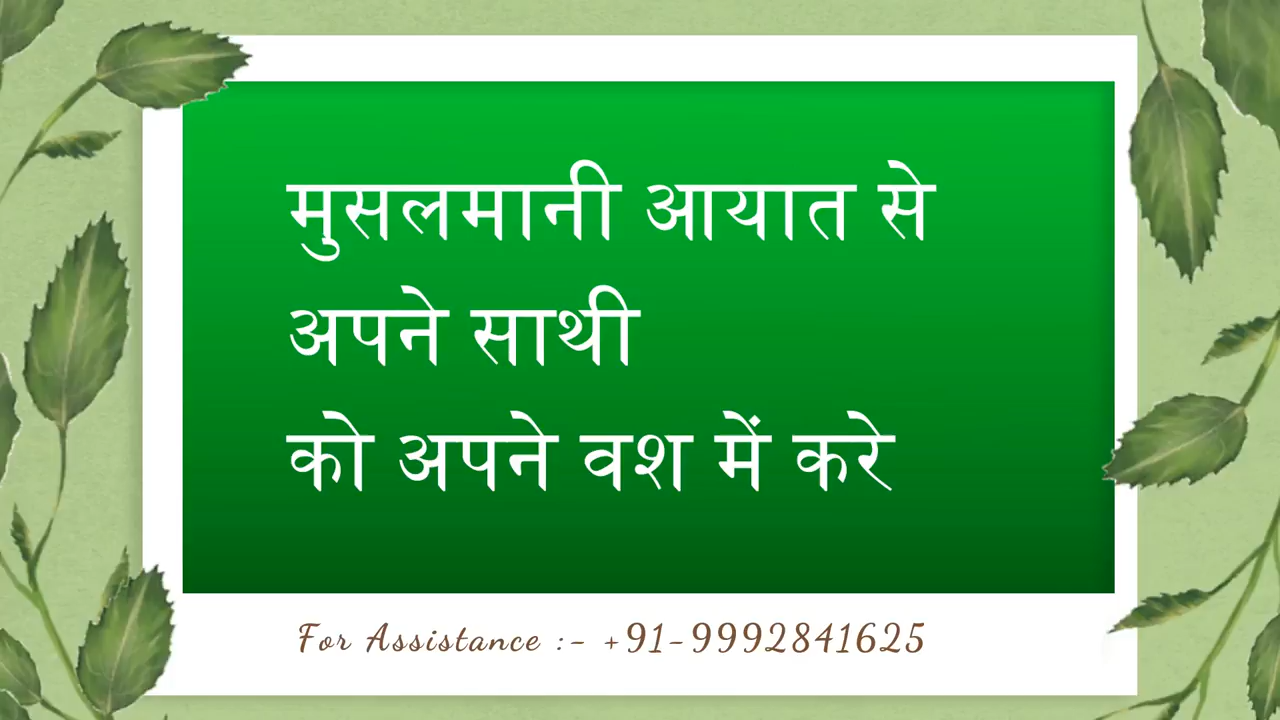 मुसलमानी आयात से
अपने साथी
को अपने वश में करे
For Assistance :- +91-9992841625